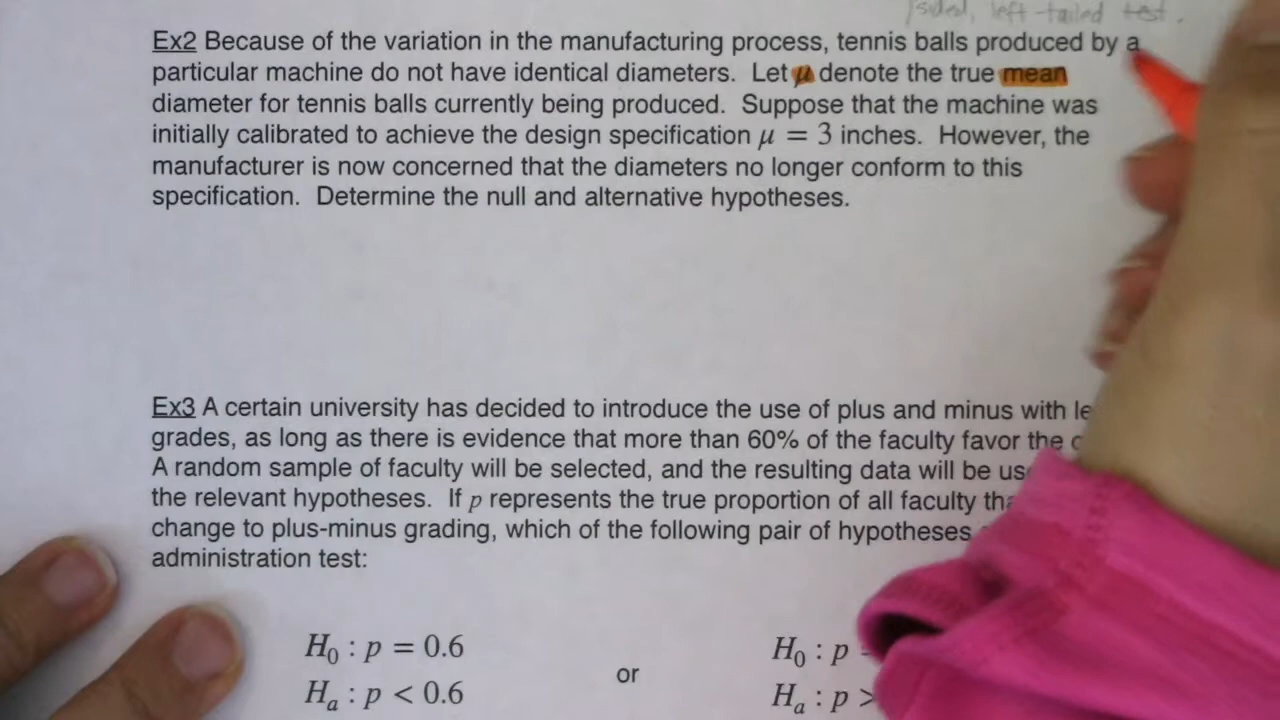 sided, left-tailed test.
Ex2 Because of the variation in the manufacturing process, tennis balls produced by a
particular machine do not have identical diameters. Let μ denote the true mean
diameter for tennis balls currently being produced. Suppose that the machine was
initially calibrated to achieve the design specification μ = 3 inches. However, the
manufacturer is now concerned that the diameters no longer conform to this
specification. Determine the null and alternative hypotheses.
Ex3 A certain university has decided to introduce the use of plus and minus with
grades, as long as there is evidence that more than 60% of the faculty favor the
A random sample of faculty will be selected, and the resulting data will be
the relevant hypotheses. If p represents the true proportion of all faculty
change to plus-minus grading, which of the following pair of hypotheses
administration test:
H₀ : p = 0.6
Hₐ : p < 0.6
or
H₀ : p
Hₐ : p >